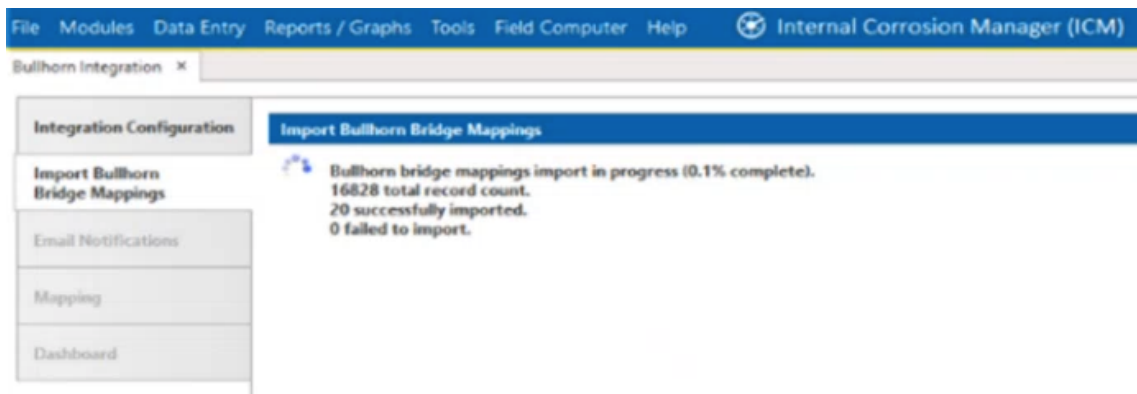 File Modules Data Entry Reports / Graphs Tools Field Computer Help Internal Corrosion Manager (ICM)
Bullhorn Integration ×
Integration Configuration
Import Bullhorn
Bridge Mappings
Email Notifications
Mapping
Dashboard
Import Bullhorn Bridge Mappings
Bullhorn bridge mappings import in progress (0.1% complete).
16828 total record count.
20 successfully imported.
0 failed to import.